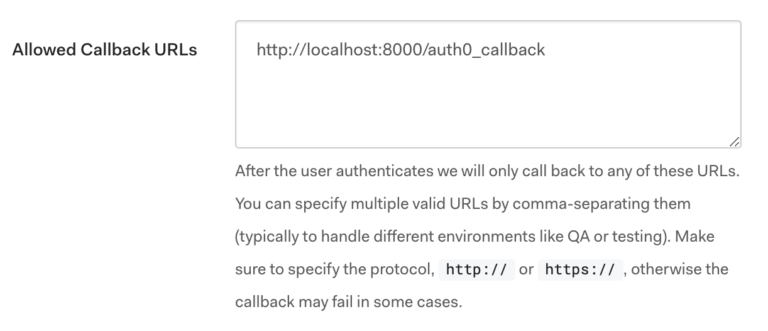 Allowed Callback URLs
http://localhost:8000/auth0_callback
After the user authenticates we will only call back to any of these URLs.
You can specify multiple valid URLs by comma-separating them
(typically to handle different environments like QA or testing). Make
sure to specify the protocol, http:// or https:// , otherwise the
callback may fail in some cases.